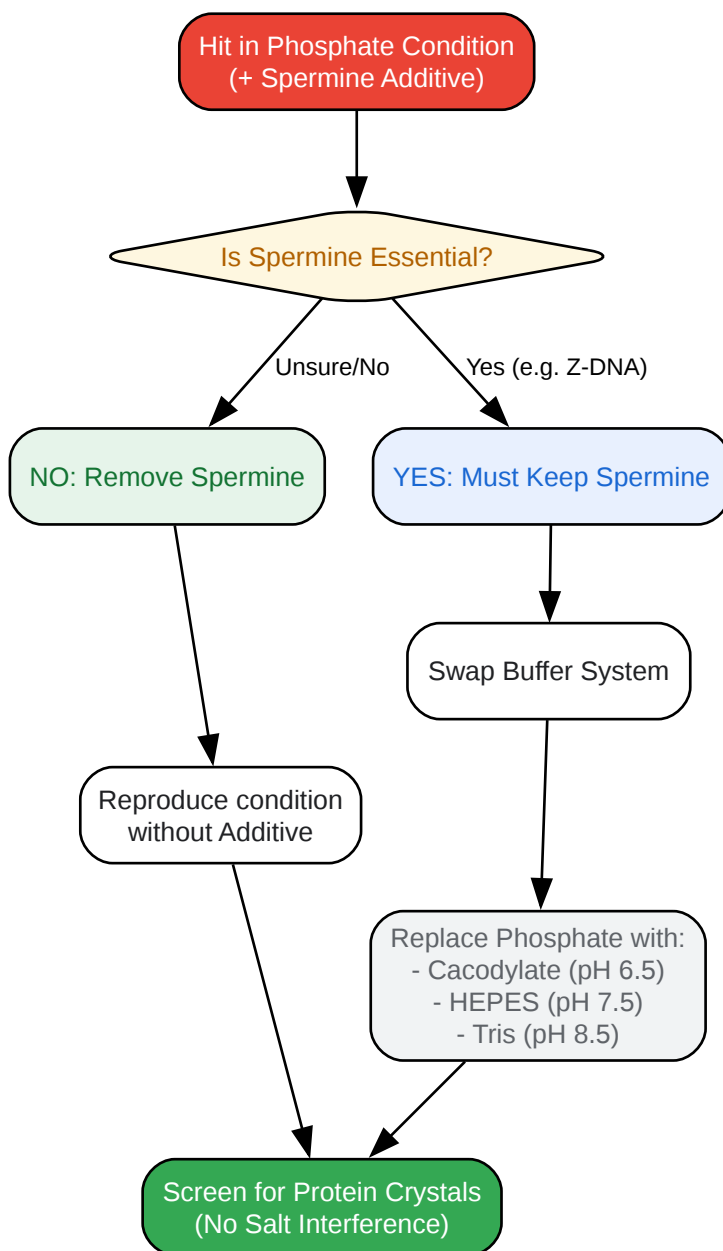 Hit in Phosphate Condition
(+ Spermine Additive)
Is Spermine Essential?
Unsure/No
Yes (e.g. Z-DNA)
NO: Remove Spermine
YES: Must Keep Spermine
Swap Buffer System
Reproduce condition
without Additive
Replace Phosphate with:
- Cacodylate (pH 6.5)
- HEPES (pH 7.5)
- Tris (pH 8.5)
Screen for Protein Crystals
(No Salt Interference)